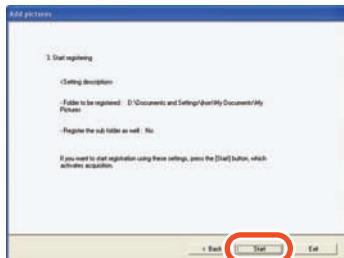 Add pictures
3. Start registering
<Setting description>
- Folder to be registered : D:\Documents and Settings\
My Documents\My
Pictures
- Register the sub folder as well : No
If you want to start registration using these settings, press the [Start] button, which
activates acquisition.
< Back
Start
Exit